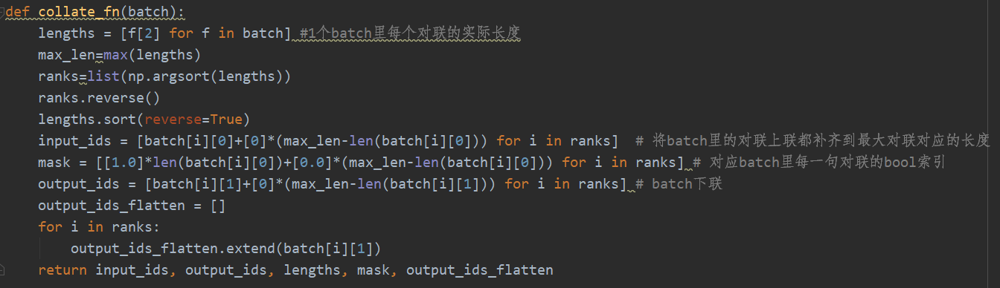 def collate_fn(batch):
    lengths = [f[2] for f in batch] #1个batch里每个对联的实际长度
    max_len=max(lengths)
    ranks=list(np.argsort(lengths))
    ranks.reverse()
    lengths.sort(reverse=True)
    input_ids = [batch[i][0]+[0]*(max_len-len(batch[i][0])) for i in ranks]  # 将batch里的对联上联都补齐到最大对联对应的长度
    mask = [[1.0]*len(batch[i][0])+[0.0]*(max_len-len(batch[i][0])) for i in ranks] # 对应batch里每一句对联的bool索引
    output_ids = [batch[i][1]+[0]*(max_len-len(batch[i][1])) for i in ranks] # batch下联
    output_ids_flatten = []
    for i in ranks:
        output_ids_flatten.extend(batch[i][1])
    return input_ids, output_ids, lengths, mask, output_ids_flatten